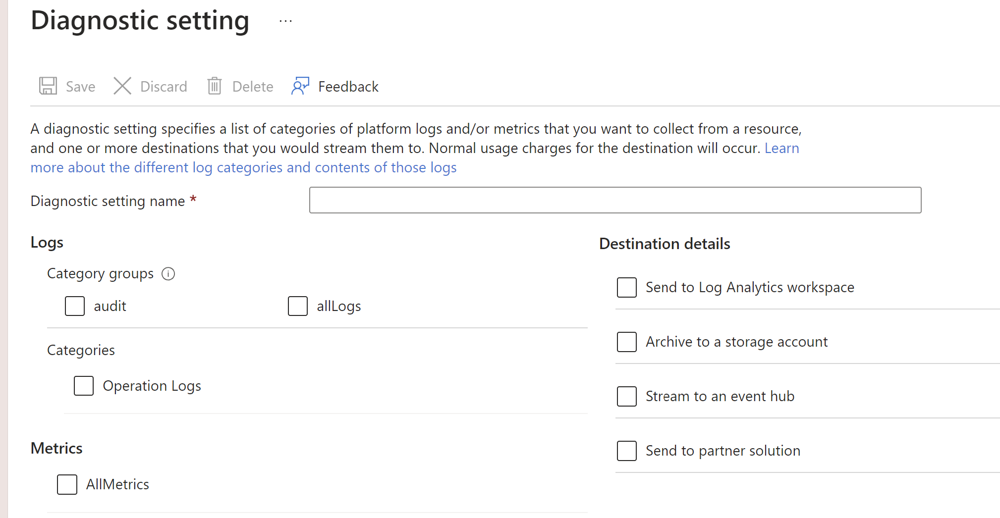 Diagnostic setting ...
Save Discard Delete Feedback
A diagnostic setting specifies a list of categories of platform logs and/or metrics that you want to collect from a resource,
and one or more destinations that you would stream them to. Normal usage charges for the destination will occur. Learn
more about the different log categories and contents of those logs
Diagnostic setting name *
Logs
Category groups
audit allLogs
Categories
Operation Logs
Metrics
AllMetrics
Destination details
Send to Log Analytics workspace
Archive to a storage account
Stream to an event hub
Send to partner solution